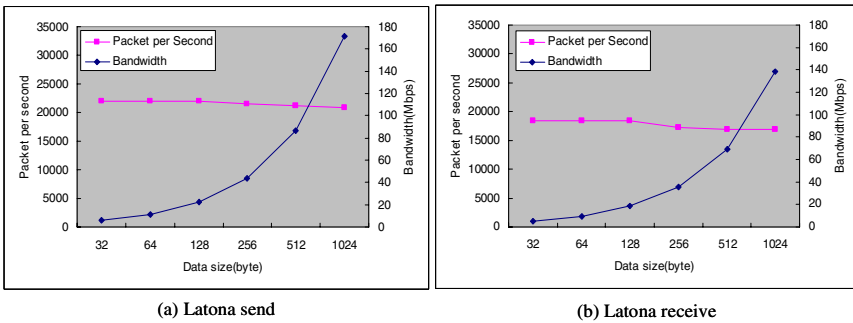 Packet per Second
Bandwidth
35000
30000
25000
20000
15000
10000
5000
0
180
160
140
120
100
80
60
40
20
0
Packet per second
Bandwidth(Mbps)
32 64 128 256 512 1024
Data size(byte)
(a) Latona send
Packet per Second
Bandwidth
35000
30000
25000
20000
15000
10000
5000
0
180
160
140
120
100
80
60
40
20
0
Packet per second
Bandwidth(Mbps)
32 64 128 256 512 1024
Data size(byte)
(b) Latona receive